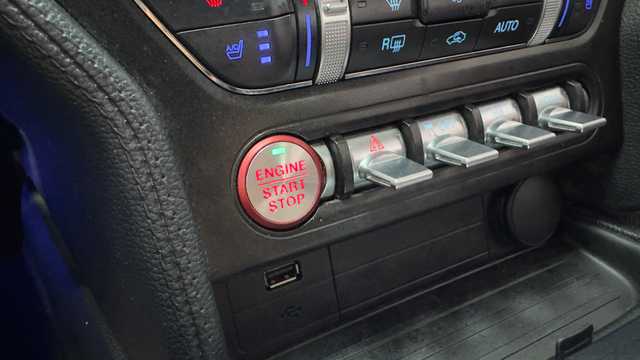 A/C
R
AUTO
ENGINE
START
STOP